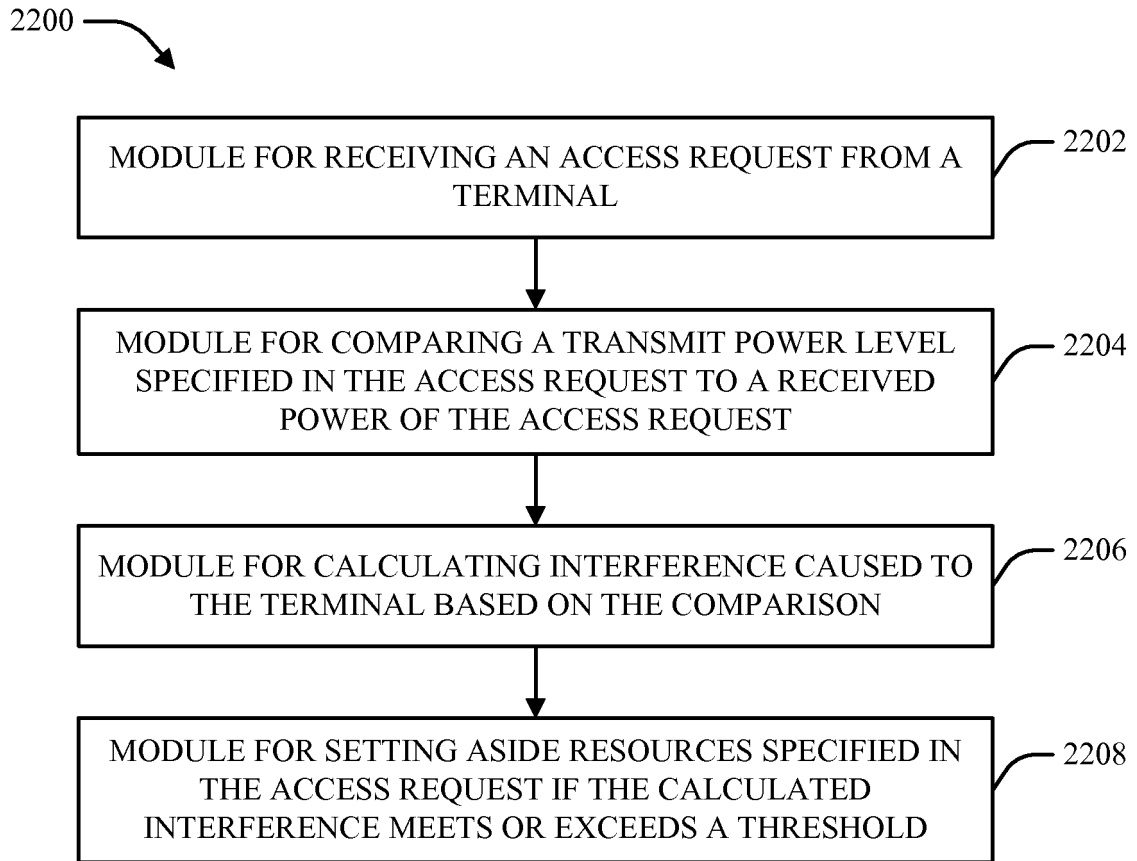 2200
MODULE FOR RECEIVING AN ACCESS REQUEST FROM A
TERMINAL
2202
MODULE FOR COMPARING A TRANSMIT POWER LEVEL
SPECIFIED IN THE ACCESS REQUEST TO A RECEIVED
POWER OF THE ACCESS REQUEST
2204
MODULE FOR CALCULATING INTERFERENCE CAUSED TO
THE TERMINAL BASED ON THE COMPARISON
2206
MODULE FOR SETTING ASIDE RESOURCES SPECIFIED IN
THE ACCESS REQUEST IF THE CALCULATED
INTERFERENCE MEETS OR EXCEEDS A THRESHOLD
2208